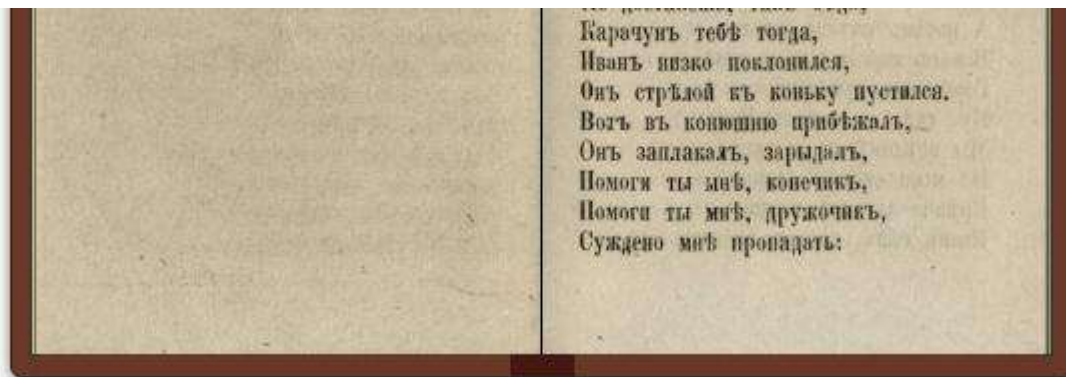 Карачунъ тебѣ тогда,
Иванъ низко поклонился,
Онъ стрѣлой къ коньку пустился.
Вотъ въ конюшню прибѣжалъ,
Онъ заплакалъ, зарыдалъ,
Помоги ты мнѣ, конечикъ,
Помоги ты мнѣ, дружочикъ,
Суждено мнѣ пропадать: